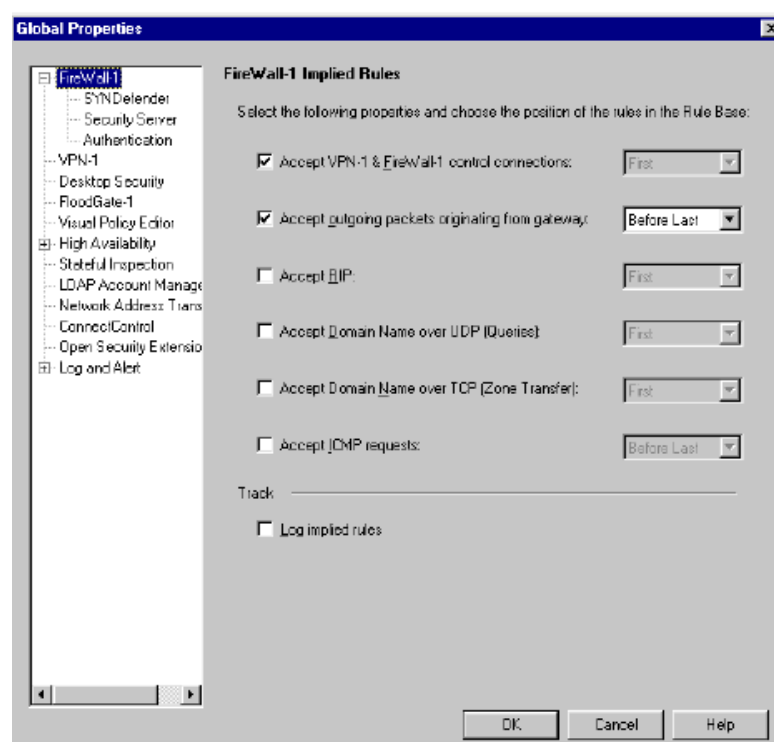 Global Properties
FireWall-1
SYNDefender
Security Server
Authentication
VPN-1
Desktop Security
FloodGate-1
Visual Policy Editor
High Availability
Stateful Inspection
LDAP Account Manage
Network Address Trans
ConnectControl
Open Security Extensio
Log and Alert
FireWall-1 Implied Rules
Select the following properties and choose the position of the rules in the Rule Base:
Accept VPN-1 & FireWall-1 control connections: First
Accept outgoing packets originating from gateway: Before Last
Accept RIP: First
Accept Domain Name over UDP (Queries): First
Accept Domain Name over TCP (Zone Transfer): First
Accept ICMP requests: Before Last
Track
Log implied rules
OK Cancel Help